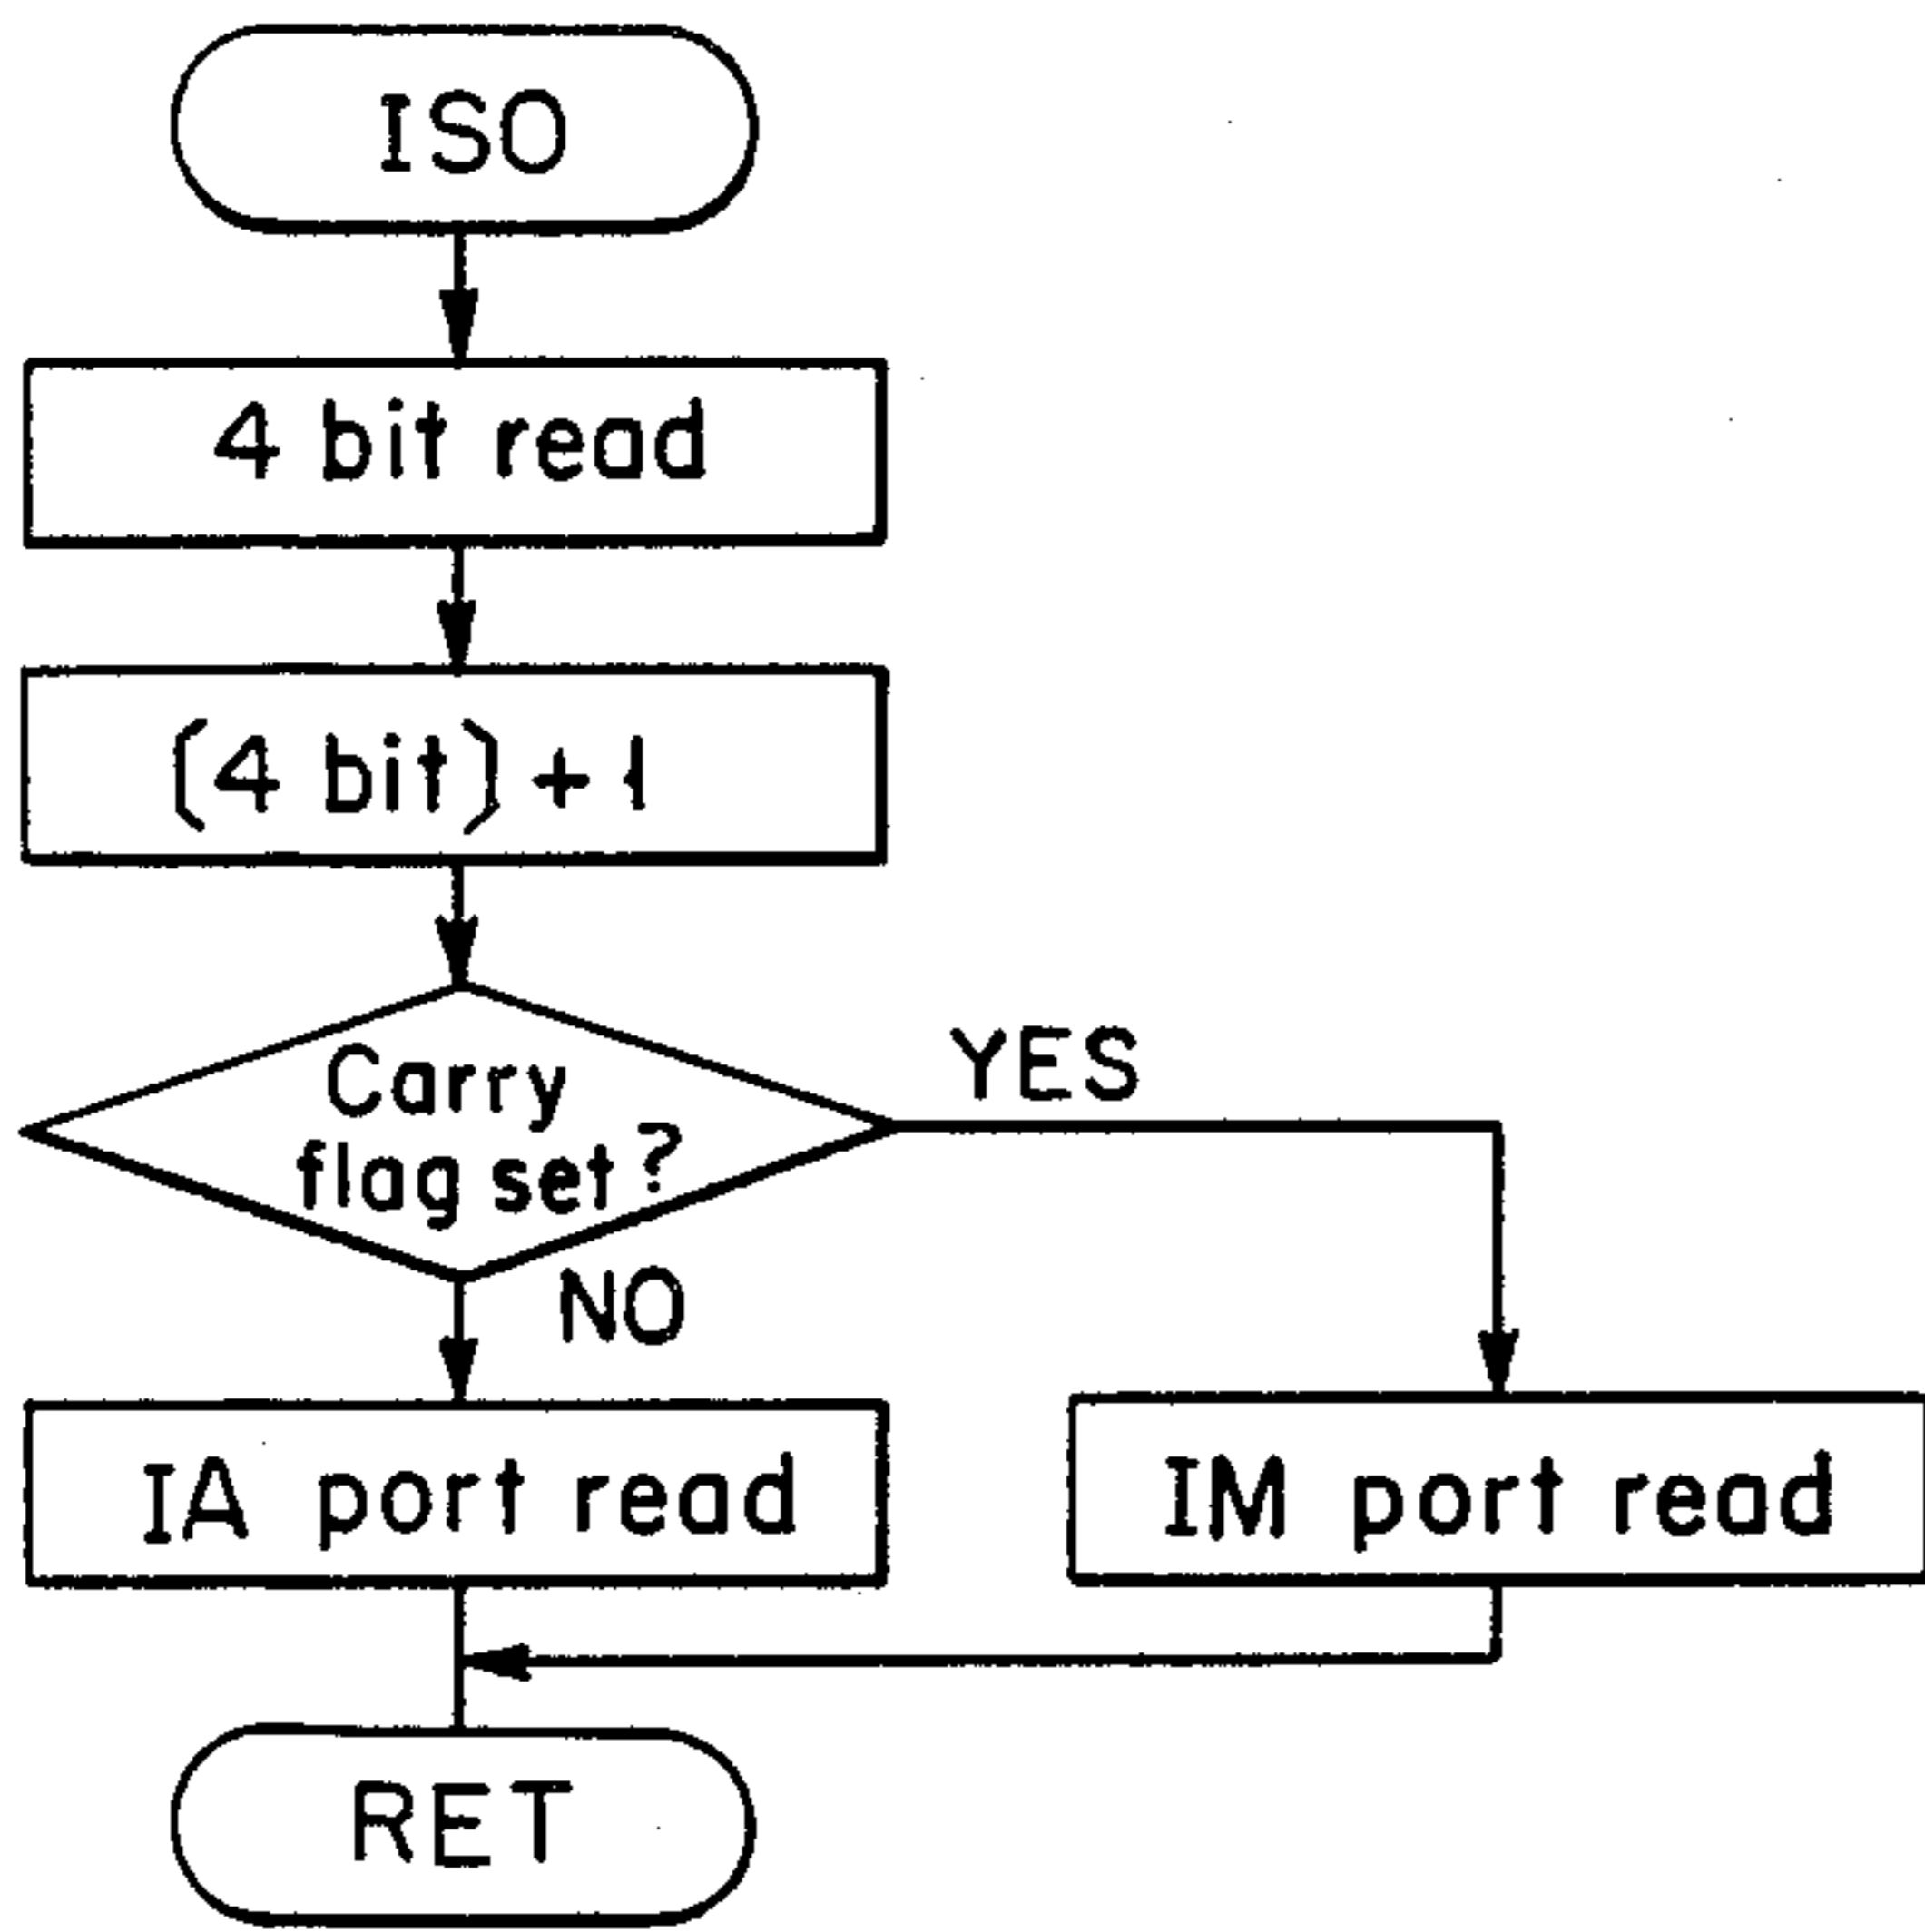 ISO
4 bit read
(4 bit) + 1
Carry
flag set ?
YES
NO
IA port read
IM port read
RET